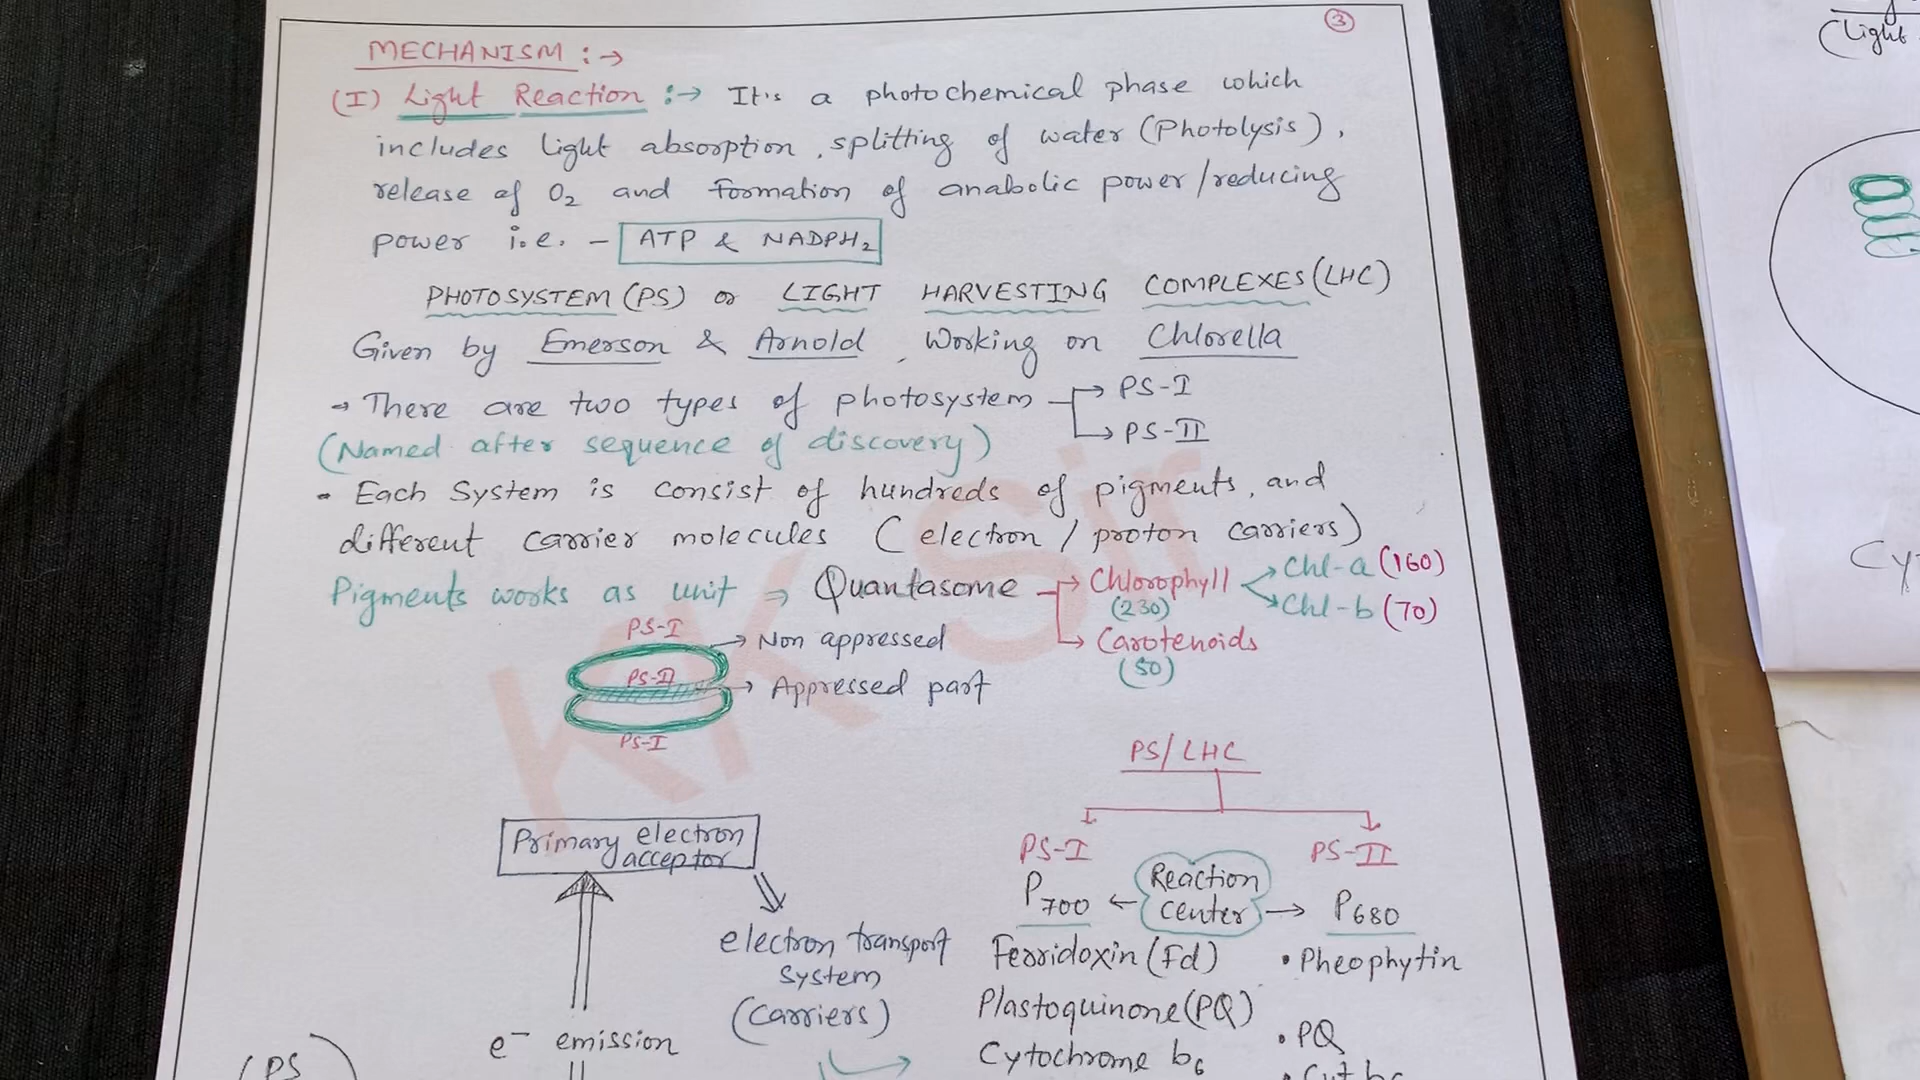 3
MECHANISM :→
(I) Light Reaction :→ It's a photochemical phase which
includes light absorption, splitting of water (Photolysis),
release of O₂ and formation of anabolic power/reducing
power i.e. – ATP & NADPH₂
PHOTOSYSTEM (PS) or LIGHT HARVESTING COMPLEXES (LHC)
Given by Emerson & Arnold, Working on Chlorella
→ There are two types of photosystem → PS-I
→ PS-II
(Named after sequence of discovery)
- Each System is consist of hundreds of pigments, and
different carrier molecules (electron / proton carriers)
Pigments works as unit ⇒ Quantasome → Chlorophyll → Chl-a (160)
(230) → Chl-b (70)
→ Carotenoids
(50)
PS-I
→ Non appressed
PS-II
→ Appressed part
PS-I
KK Sir
PS/LHC
PS-I PS-II
P700 ← Reaction center → P680
Primary electron
acceptor
electron transport
system
(Carriers)
e⁻ emission
Ferridoxin (Fd)
Plastoquinone (PQ)
Cytochrome b₆
• Pheophytin
• PQ
(PS
(Light
Cy